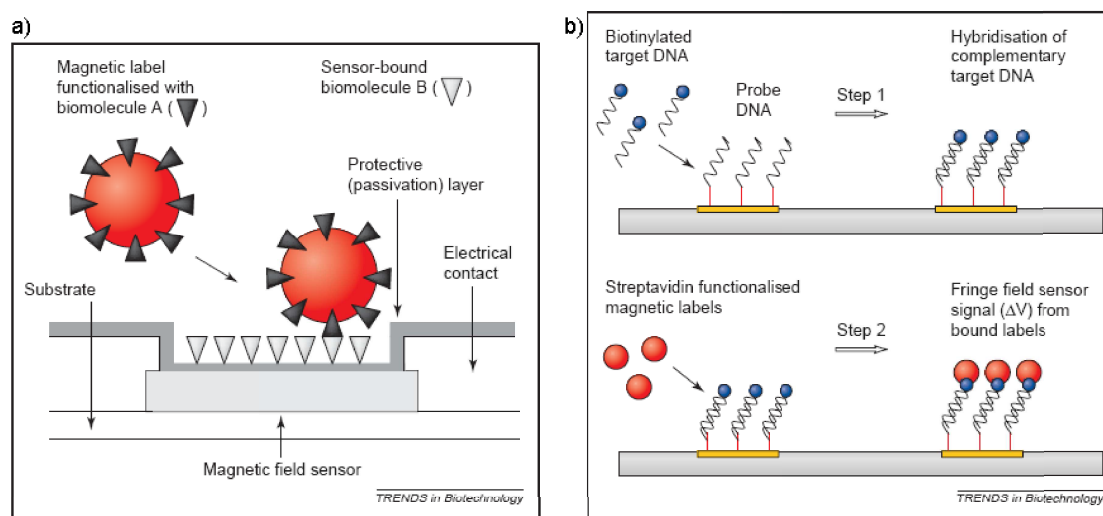 a)
Magnetic label
functionalised with
biomolecule A ( )
Sensor-bound
biomolecule B ( )
Protective
(passivation) layer
Electrical
contact
Substrate
Magnetic field sensor
TRENDS in Biotechnology
b)
Biotinylated
target DNA
Probe
DNA
Step 1
Hybridisation of
complementary
target DNA
Streptavidin functionalised
magnetic labels
Step 2
Fringe field sensor
signal (ΔV) from
bound labels
TRENDS in Biotechnology